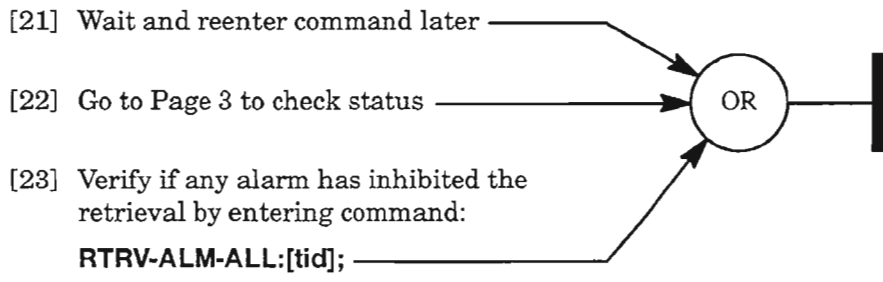 [21] Wait and reenter command later
[22] Go to Page 3 to check status
OR
[23] Verify if any alarm has inhibited the
retrieval by entering command:
RTRV-ALM-ALL:[tid];